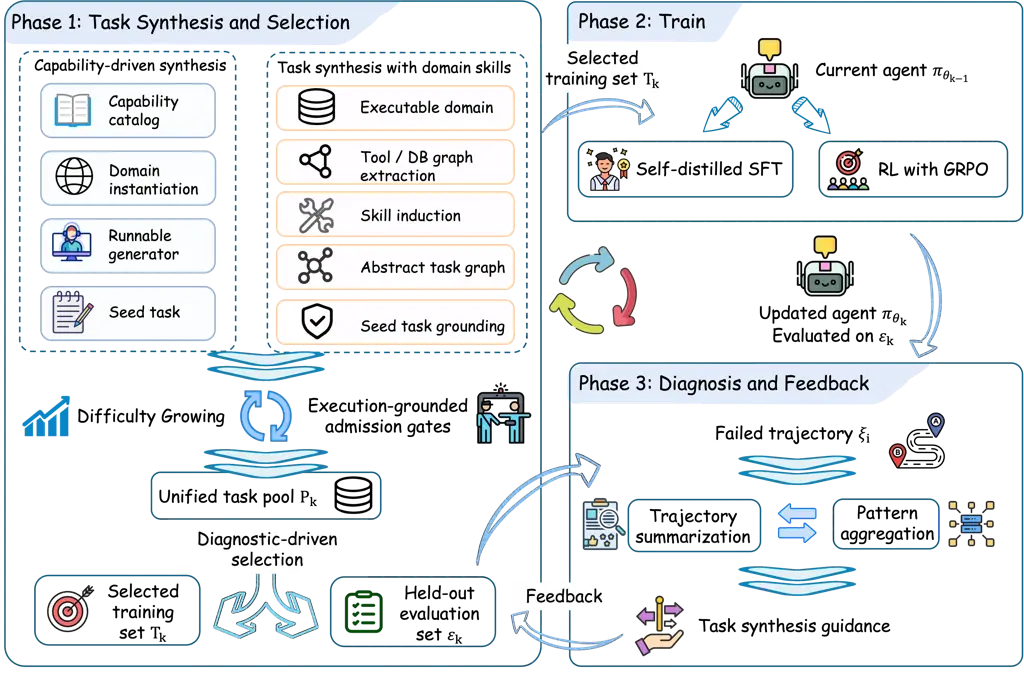 Phase 1: Task Synthesis and Selection
Capability-driven synthesis
Capability
catalog
Domain
instantiation
Runnable
generator
Seed task
Task synthesis with domain skills
Executable domain
Tool / DB graph
extraction
Skill induction
Abstract task graph
Seed task grounding
Difficulty Growing
Execution-grounded
admission gates
Unified task pool Pₖ
Diagnostic-driven
selection
Selected
training
set Tₖ
Held-out
evaluation
set εₖ
Phase 2: Train
Selected
training set Tₖ
Current agent π_θₖ₋₁
Self-distilled SFT
RL with GRPO
Updated agent π_θₖ
Evaluated on εₖ
Phase 3: Diagnosis and Feedback
Failed trajectory ξᵢ
A
B
Trajectory
summarization
Pattern
aggregation
Task synthesis guidance
Feedback